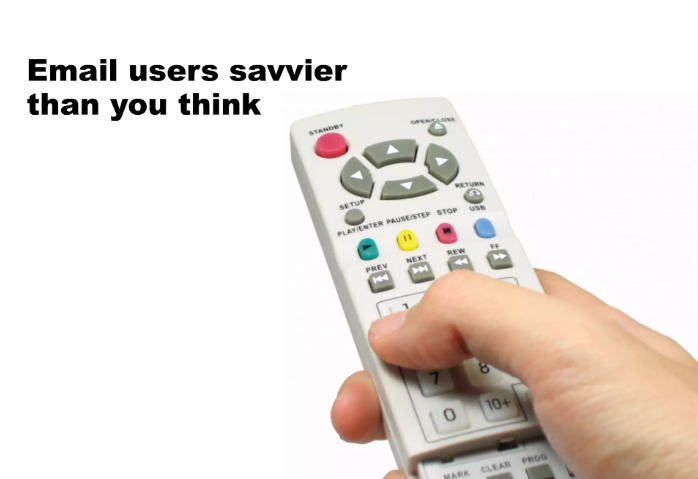 Email users savvier
than you think
STANDBY
OPEN/CLOSE
SETUP
RETURN
PLAY/ENTER PAUSE/STEP STOP USB
PREV NEXT REW FF
1
7 8
0 10+
MARK CLEAR PROG